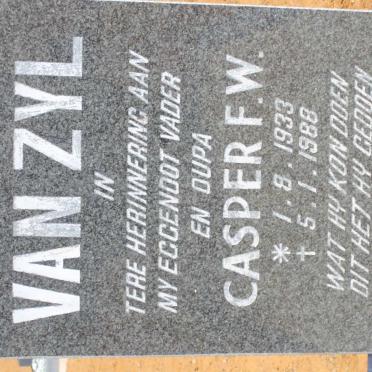 VAN ZYL
IN
TERE HERINNERING AAN
MY EGGENOOT VADER
EN OUPA
CASPER F.W.
* 1.8.1933
† 5.1.1988
WAT HY KON DOEN
DIT HET HY GEDOEN